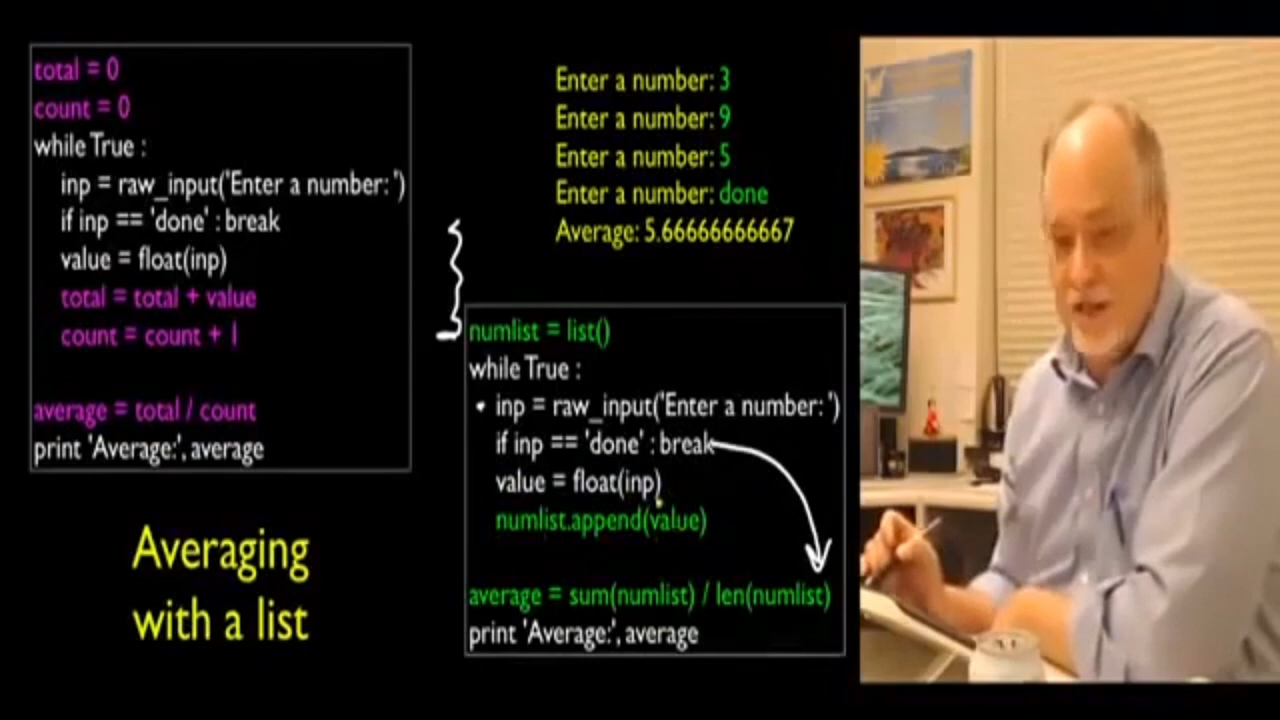 total = 0
count = 0
while True :
inp = raw_input('Enter a number: ')
if inp == 'done' : break
value = float(inp)
total = total + value
count = count + 1
average = total / count
print 'Average:', average
Averaging
with a list
Enter a number: 3
Enter a number: 9
Enter a number: 5
Enter a number: done
Average: 5.66666666667
numlist = list()
while True :
inp = raw_input('Enter a number: ')
if inp == 'done' : break
value = float(inp)
numlist.append(value)
average = sum(numlist) / len(numlist)
print 'Average:', average